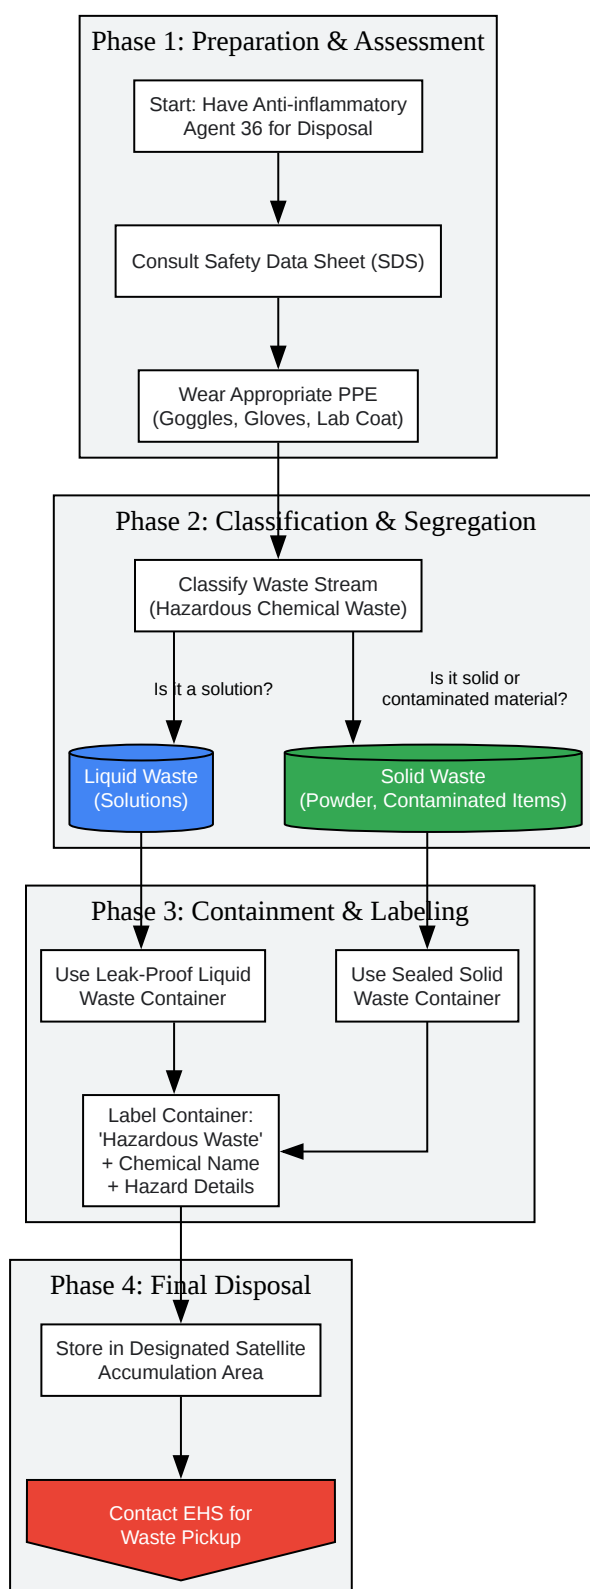 Phase 1: Preparation & Assessment
Start: Have Anti-inflammatory
Agent 36 for Disposal
Consult Safety Data Sheet (SDS)
Wear Appropriate PPE
(Goggles, Gloves, Lab Coat)
Phase 2: Classification & Segregation
Classify Waste Stream
(Hazardous Chemical Waste)
Is it a solution?
Is it solid or
contaminated material?
Liquid Waste
(Solutions)
Solid Waste
(Powder, Contaminated Items)
Phase 3: Containment & Labeling
Use Leak-Proof Liquid
Waste Container
Use Sealed Solid
Waste Container
Label Container:
'Hazardous Waste'
+ Chemical Name
+ Hazard Details
Phase 4: Final Disposal
Store in Designated Satellite
Accumulation Area
Contact EHS for
Waste Pickup